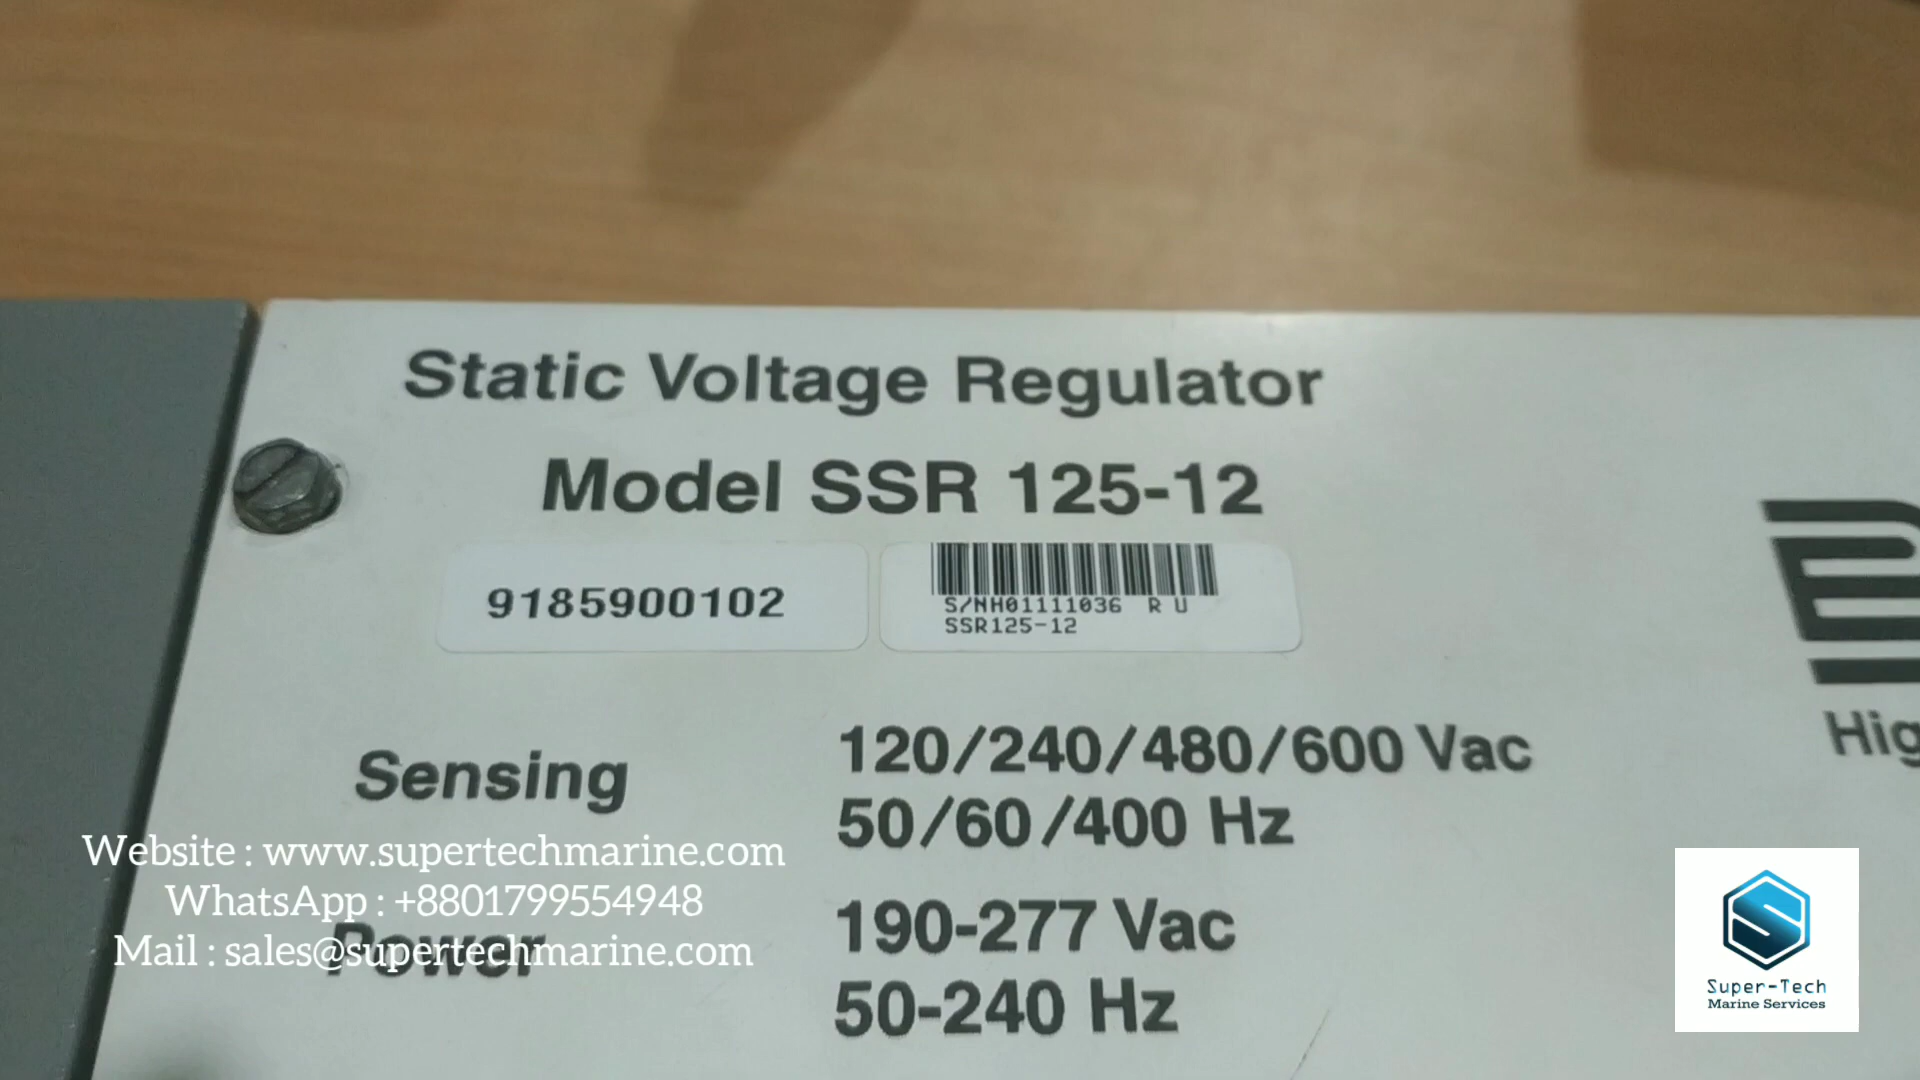 Static Voltage Regulator
Model SSR 125-12
9185900102
S/NH01111036 R U
SSR125-12
Sensing 120/240/480/600 Vac
50/60/400 Hz
Power 190-277 Vac
50-240 Hz
Hig
Website : www.supertechmarine.com
WhatsApp : +8801799554948
Mail : sales@supertechmarine.com
Super-Tech
Marine Services